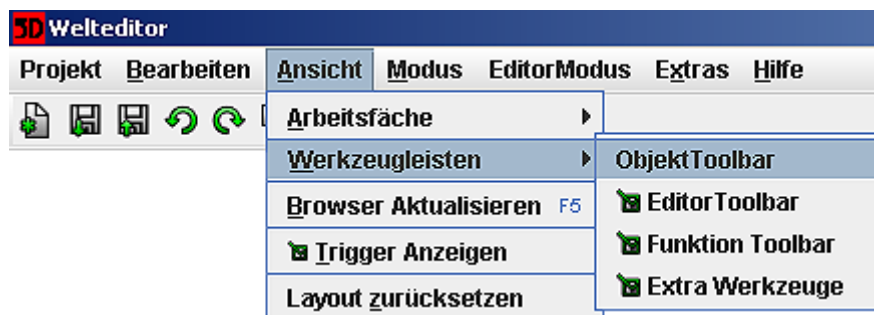 3D Welteditor
Projekt Bearbeiten Ansicht Modus EditorModus Extras Hilfe
Arbeitsfäche
Werkzeugleisten
ObjektToolbar
Browser Aktualisieren F5
EditorToolbar
Trigger Anzeigen
Funktion Toolbar
Layout zurücksetzen
Extra Werkzeuge